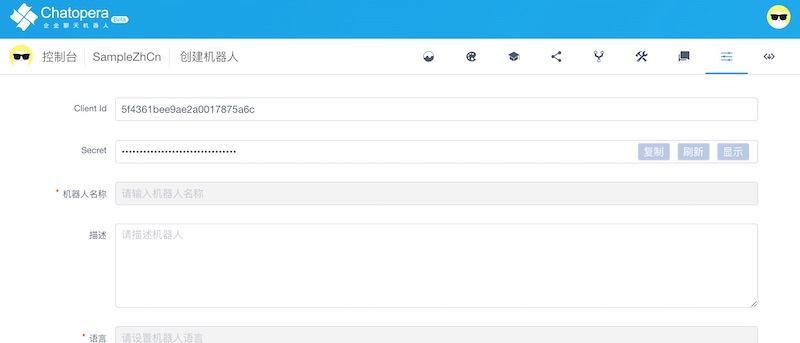 Chatopera Beta
企业聊天机器人
控制台 SampleZhCn 创建机器人
Client Id 5f4361bee9ae2a0017875a6c
Secret •••••••••••••••••••••••••••••••• 复制 刷新 显示
* 机器人名称 请输入机器人名称
描述 请描述机器人
* 语言 请设置机器人语言